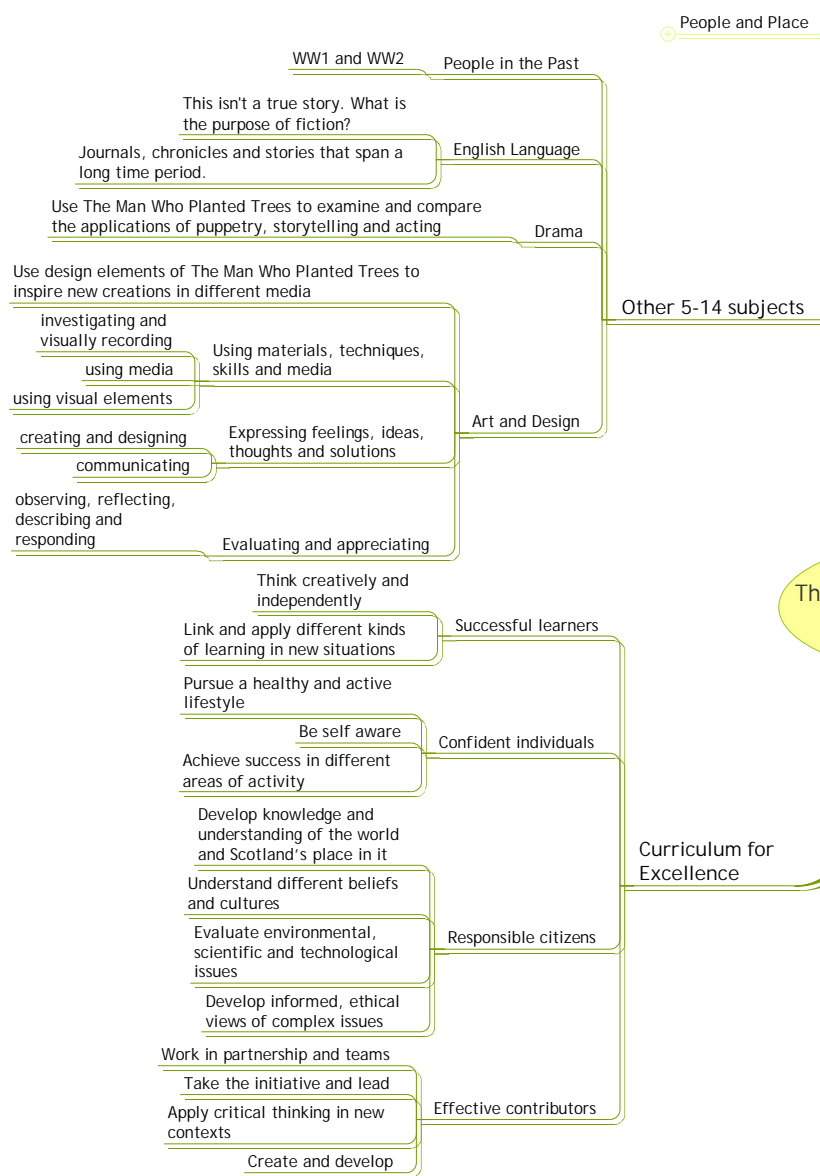 People and Place
WW1 and WW2
People in the Past
This isn't a true story. What is
the purpose of fiction?
English Language
Journals, chronicles and stories that span a
long time period.
Use The Man Who Planted Trees to examine and compare
the applications of puppetry, storytelling and acting
Drama
Use design elements of The Man Who Planted Trees to
inspire new creations in different media
Other 5-14 subjects
investigating and
visually recording
using media
using visual elements
Using materials, techniques,
skills and media
Art and Design
creating and designing
communicating
Expressing feelings, ideas,
thoughts and solutions
observing, reflecting,
describing and
responding
Evaluating and appreciating
Th
Think creatively and
independently
Successful learners
Link and apply different kinds
of learning in new situations
Pursue a healthy and active
lifestyle
Be self aware
Confident individuals
Achieve success in different
areas of activity
Develop knowledge and
understanding of the world
and Scotland’s place in it
Curriculum for
Excellence
Understand different beliefs
and cultures
Evaluate environmental,
scientific and technological
issues
Responsible citizens
Develop informed, ethical
views of complex issues
Work in partnership and teams
Take the initiative and lead
Effective contributors
Apply critical thinking in new
contexts
Create and develop